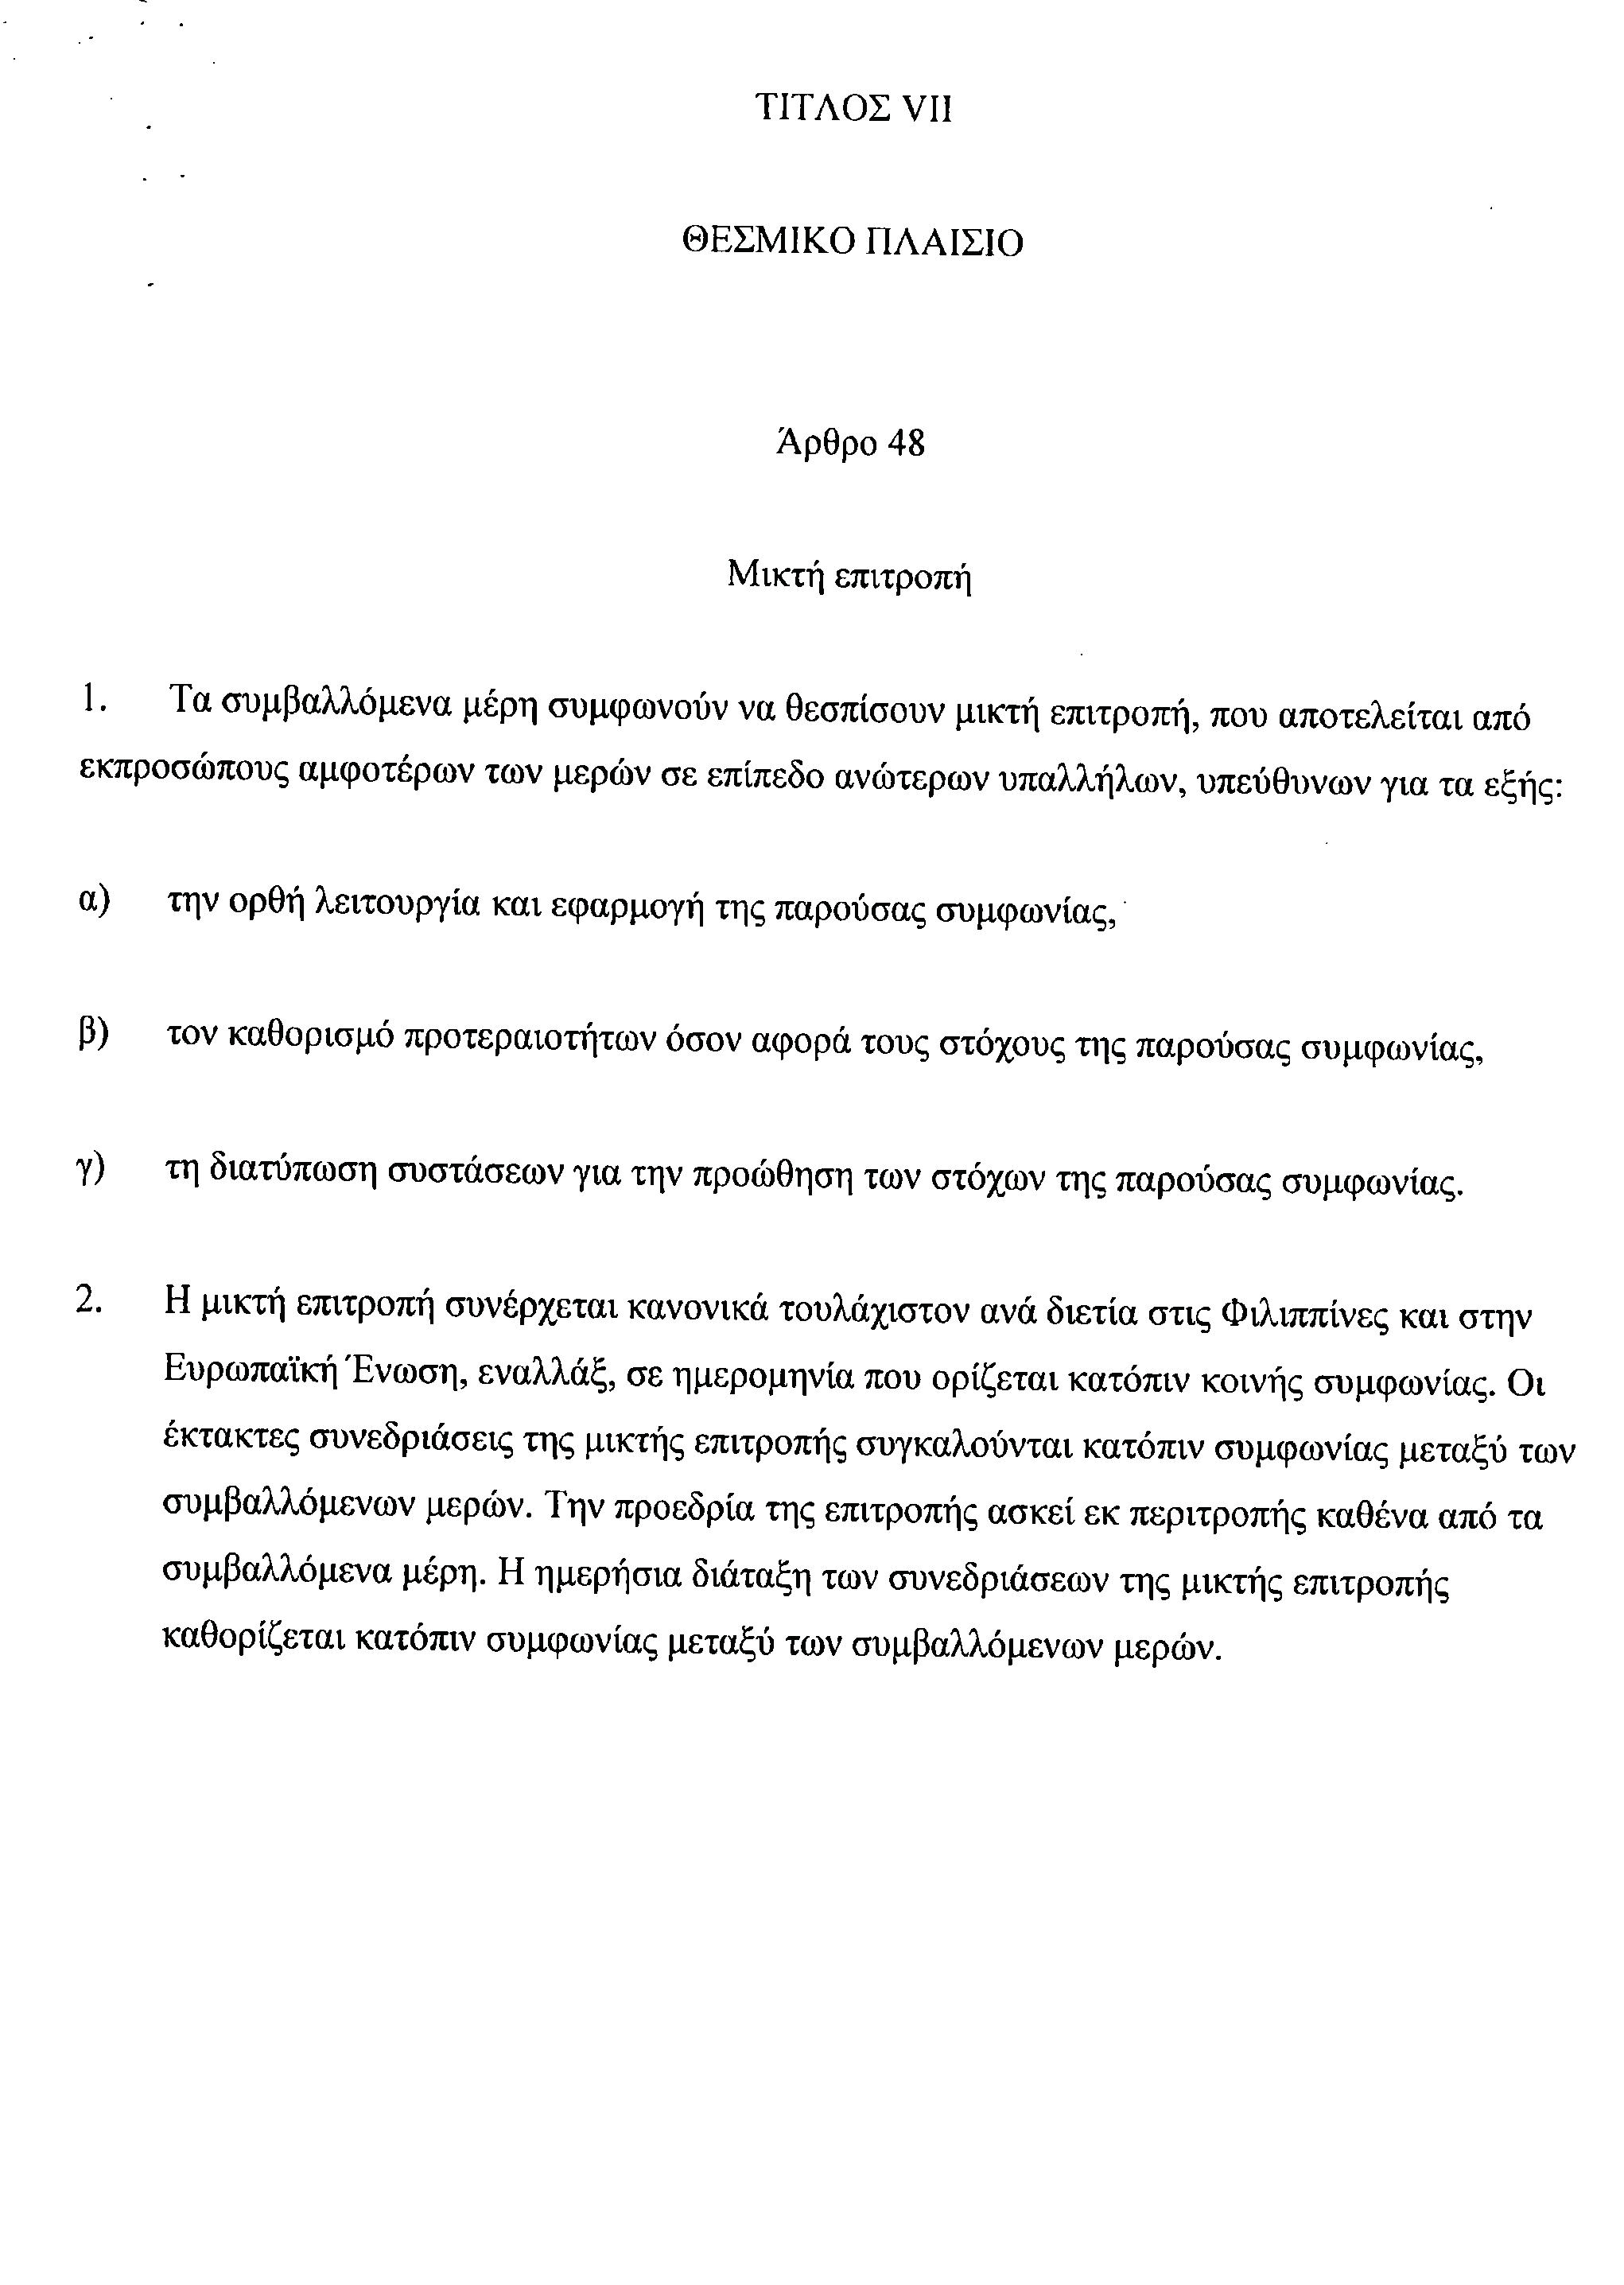 ΤΙΤΛΟΣ VII
ΘΕΣΜΙΚΟ ΠΛΑΙΣΙΟ
Άρθρο 48
Μικτή επιτροπή
1. Τα συμβαλλόμενα μέρη συμφωνούν να θεσπίσουν μικτή επιτροπή, που αποτελείται από
εκπροσώπους αμφοτέρων των μερών σε επίπεδο ανώτερων υπαλλήλων, υπεύθυνων για τα εξής:
α) την ορθή λειτουργία και εφαρμογή της παρούσας συμφωνίας,
β) τον καθορισμό προτεραιοτήτων όσον αφορά τους στόχους της παρούσας συμφωνίας,
γ) τη διατύπωση συστάσεων για την προώθηση των στόχων της παρούσας συμφωνίας.
2. Η μικτή επιτροπή συνέρχεται κανονικά τουλάχιστον ανά διετία στις Φιλιππίνες και στην
Ευρωπαϊκή Ένωση, εναλλάξ, σε ημερομηνία που ορίζεται κατόπιν κοινής συμφωνίας. Οι
έκτακτες συνεδριάσεις της μικτής επιτροπής συγκαλούνται κατόπιν συμφωνίας μεταξύ των
συμβαλλόμενων μερών. Την προεδρία της επιτροπής ασκεί εκ περιτροπής καθένα από τα
συμβαλλόμενα μέρη. Η ημερήσια διάταξη των συνεδριάσεων της μικτής επιτροπής
καθορίζεται κατόπιν συμφωνίας μεταξύ των συμβαλλόμενων μερών.